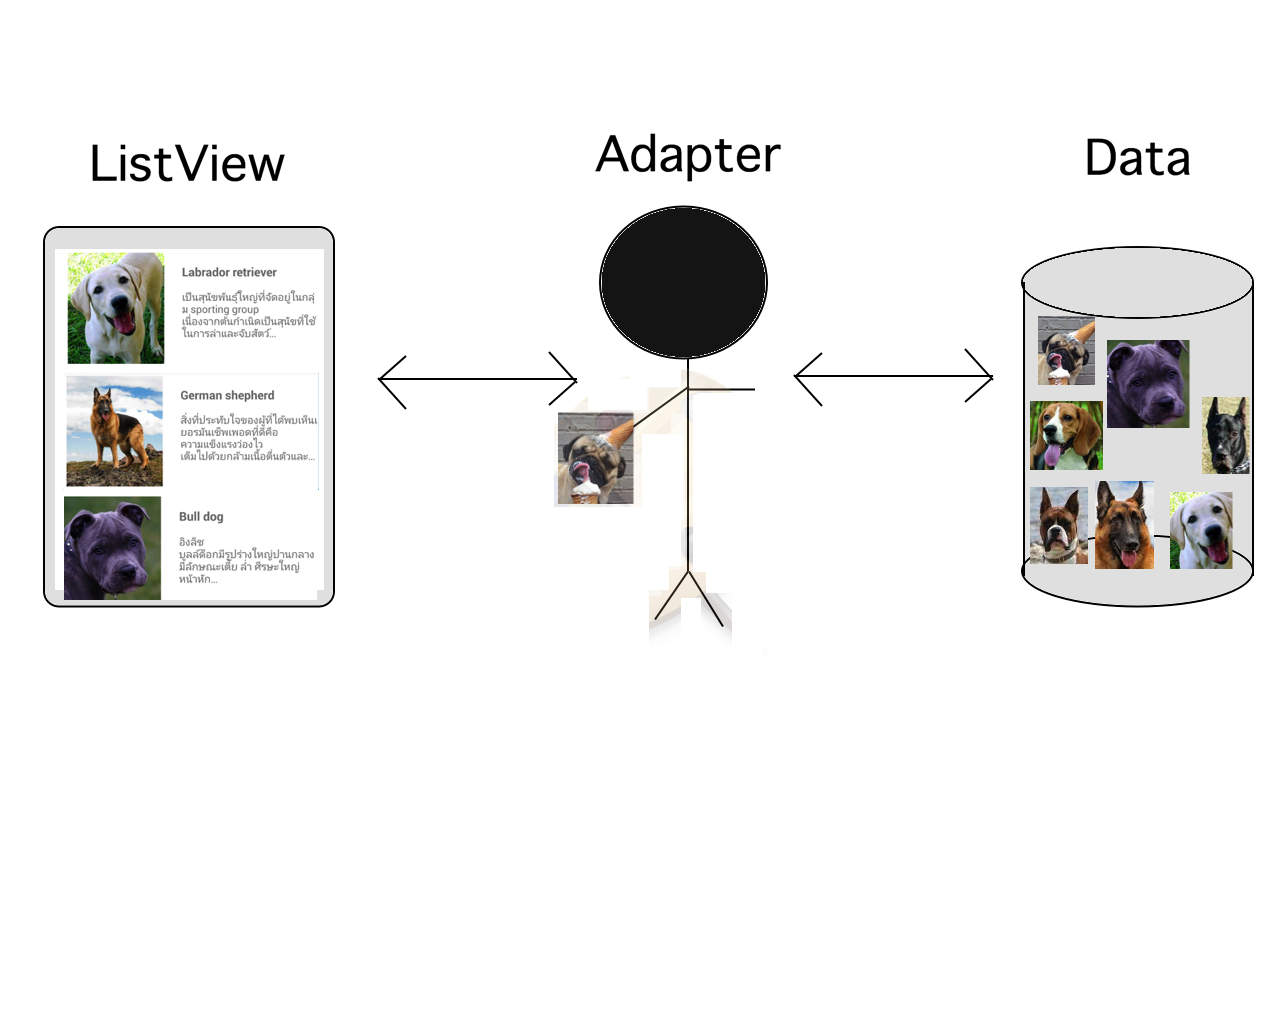 ListView
Adapter
Data
Labrador retriever
เป็นสุนัขพันธุ์ใหญ่ที่จัดอยู่ในกลุ่
ม sporting group
เนื่องจากต้นกำเนิดเป็นสุนัขที่ใช้
ในการล่าและจับสัตว์...
German shepherd
สิ่งที่ประทับใจของผู้ที่ได้พบเห็นเ
ยอรมันเช็พเพอดที่ดีคือ
ความแข็งแรงว่องไว
เต็มไปด้วยกล้ามเนื้อตื่นตัวและ...
Bull dog
อิงลิช
บูลล์ด็อกมีรูปร่างใหญ่ปานกลาง
มีลักษณะเตี้ย ล่ำ ศีรษะใหญ่
หน้าหัก...